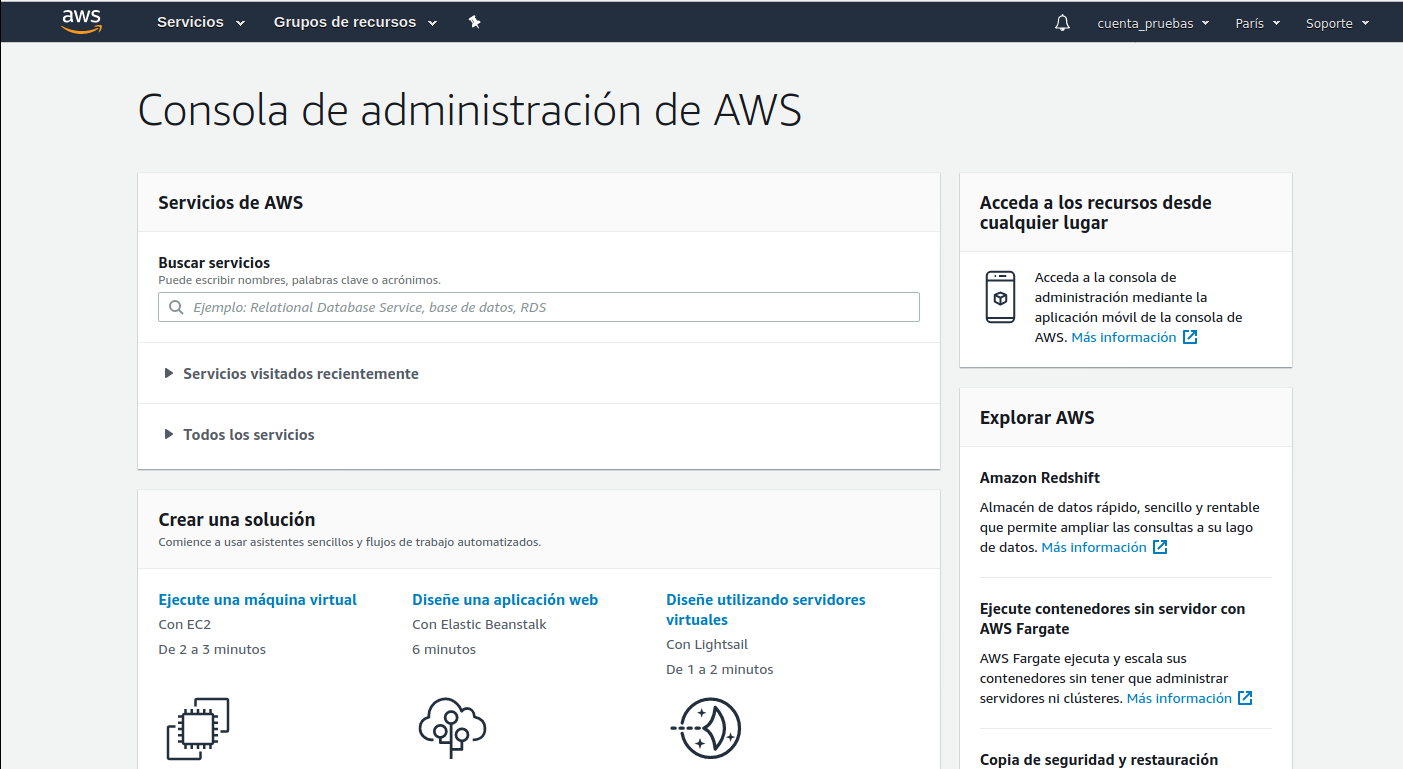 aws Servicios Grupos de recursos cuenta_pruebas París Soporte
Consola de administración de AWS
Servicios de AWS
Buscar servicios
Puede escribir nombres, palabras clave o acrónimos.
Ejemplo: Relational Database Service, base de datos, RDS
Servicios visitados recientemente
Todos los servicios
Crear una solución
Comience a usar asistentes sencillos y flujos de trabajo automatizados.
Ejecute una máquina virtual
Con EC2
De 2 a 3 minutos
Diseñe una aplicación web
Con Elastic Beanstalk
6 minutos
Diseñe utilizando servidores
virtuales
Con Lightsail
De 1 a 2 minutos
Acceda a los recursos desde
cualquier lugar
Acceda a la consola de
administración mediante la
aplicación móvil de la consola de
AWS. Más información
Explorar AWS
Amazon Redshift
Almacén de datos rápido, sencillo y rentable
que permite ampliar las consultas a su lago
de datos. Más información
Ejecute contenedores sin servidor con
AWS Fargate
AWS Fargate ejecuta y escala sus
contenedores sin tener que administrar
servidores ni clústeres. Más información
Copia de seguridad y restauración